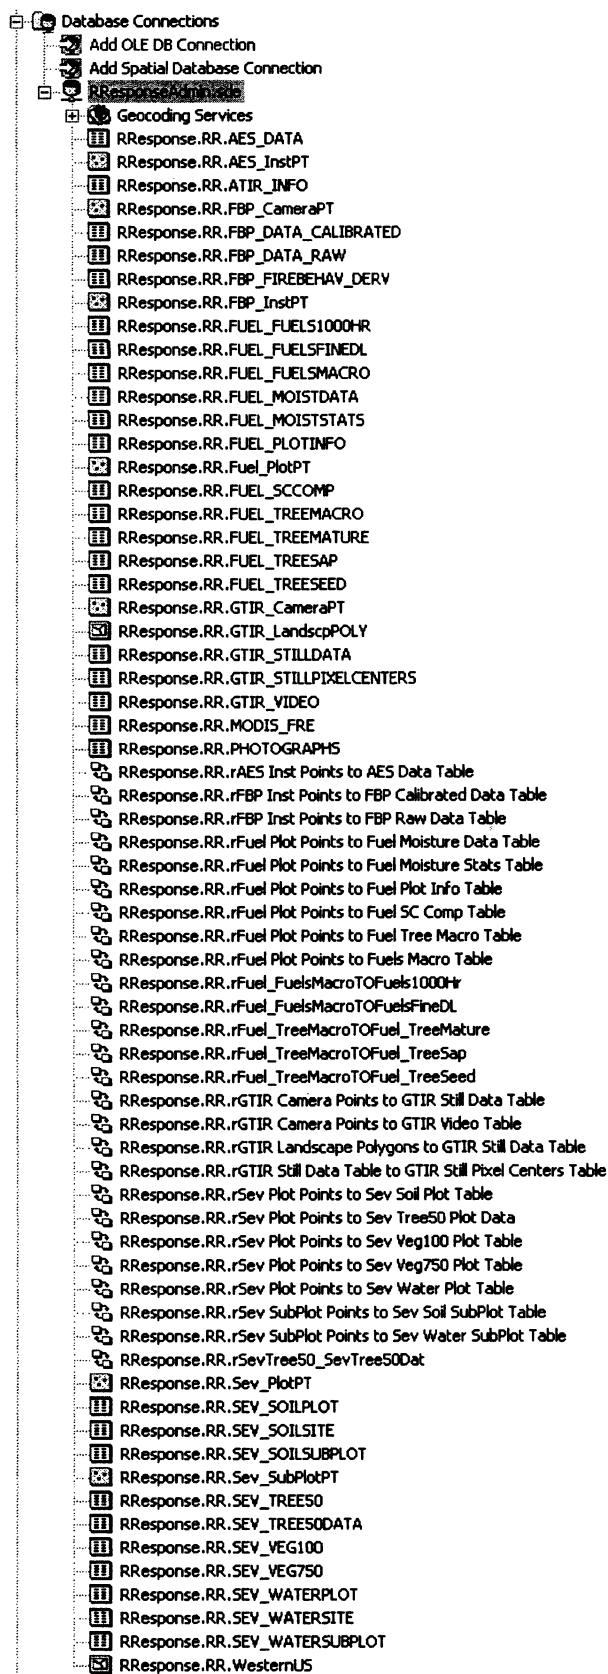 Database Connections
Add OLE DB Connection
Add Spatial Database Connection
RResponseAdmin.sde
Geocoding Services
RResponse.RR.AES_DATA
RResponse.RR.AES_InstPT
RResponse.RR.ATIR_INFO
RResponse.RR.FBP_CameraPT
RResponse.RR.FBP_DATA_CALIBRATED
RResponse.RR.FBP_DATA_RAW
RResponse.RR.FBP_FIREBEHAV_DERV
RResponse.RR.FBP_InstPT
RResponse.RR.FUEL_FUELS1000HR
RResponse.RR.FUEL_FUELSFINEDL
RResponse.RR.FUEL_FUELSMACRO
RResponse.RR.FUEL_MOISTDATA
RResponse.RR.FUEL_MOISTSTATS
RResponse.RR.FUEL_PLOTINFO
RResponse.RR.Fuel_PlotPT
RResponse.RR.FUEL_SCCOMP
RResponse.RR.FUEL_TREEMACRO
RResponse.RR.FUEL_TREEMATURE
RResponse.RR.FUEL_TREESAP
RResponse.RR.FUEL_TREESEED
RResponse.RR.GTIR_CameraPT
RResponse.RR.GTIR_LandscpPOLY
RResponse.RR.GTIR_STILLDATA
RResponse.RR.GTIR_STILLPIXELCENTERS
RResponse.RR.GTIR_VIDEO
RResponse.RR.MODIS_FRE
RResponse.RR.PHOTOGRAPHS
RResponse.RR.rAES Inst Points to AES Data Table
RResponse.RR.rFBP Inst Points to FBP Calibrated Data Table
RResponse.RR.rFBP Inst Points to FBP Raw Data Table
RResponse.RR.rFuel Plot Points to Fuel Moisture Data Table
RResponse.RR.rFuel Plot Points to Fuel Moisture Stats Table
RResponse.RR.rFuel Plot Points to Fuel Plot Info Table
RResponse.RR.rFuel Plot Points to Fuel SC Comp Table
RResponse.RR.rFuel Plot Points to Fuel Tree Macro Table
RResponse.RR.rFuel Plot Points to Fuels Macro Table
RResponse.RR.rFuel_FuelsMacroTOFuels1000Hr
RResponse.RR.rFuel_FuelsMacroTOFuelsFineDL
RResponse.RR.rFuel_TreeMacroTOFuel_TreeMature
RResponse.RR.rFuel_TreeMacroTOFuel_TreeSap
RResponse.RR.rFuel_TreeMacroTOFuel_TreeSeed
RResponse.RR.rGTIR Camera Points to GTIR Still Data Table
RResponse.RR.rGTIR Camera Points to GTIR Video Table
RResponse.RR.rGTIR Landscape Polygons to GTIR Still Data Table
RResponse.RR.rGTIR Still Data Table to GTIR Still Pixel Centers Table
RResponse.RR.rSev Plot Points to Sev Soil Plot Table
RResponse.RR.rSev Plot Points to Sev Tree50 Plot Data
RResponse.RR.rSev Plot Points to Sev Veg100 Plot Table
RResponse.RR.rSev Plot Points to Sev Veg750 Plot Table
RResponse.RR.rSev Plot Points to Sev Water Plot Table
RResponse.RR.rSev SubPlot Points to Sev Soil SubPlot Table
RResponse.RR.rSev SubPlot Points to Sev Water SubPlot Table
RResponse.RR.rSevTree50_SevTree50Dat
RResponse.RR.Sev_PlotPT
RResponse.RR.SEV_SOILPLOT
RResponse.RR.SEV_SOILSITE
RResponse.RR.SEV_SOILSUBPLOT
RResponse.RR.Sev_SubPlotPT
RResponse.RR.SEV_TREE50
RResponse.RR.SEV_TREE50DATA
RResponse.RR.SEV_VEG100
RResponse.RR.SEV_VEG750
RResponse.RR.SEV_WATERPLOT
RResponse.RR.SEV_WATERSITE
RResponse.RR.SEV_WATERSUBPLOT
RResponse.RR.WesternUS